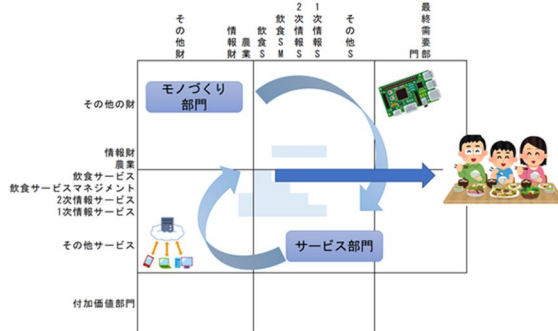 その他財
情報財
農業
飲食S
飲食SM
2次情報S
1次情報S
その他S
最終需要部門
モノづくり
部門
その他の財
情報財
農業
飲食サービス
飲食サービスマネジメント
2次情報サービス
1次情報サービス
その他サービス
サービス部門
付加価値部門